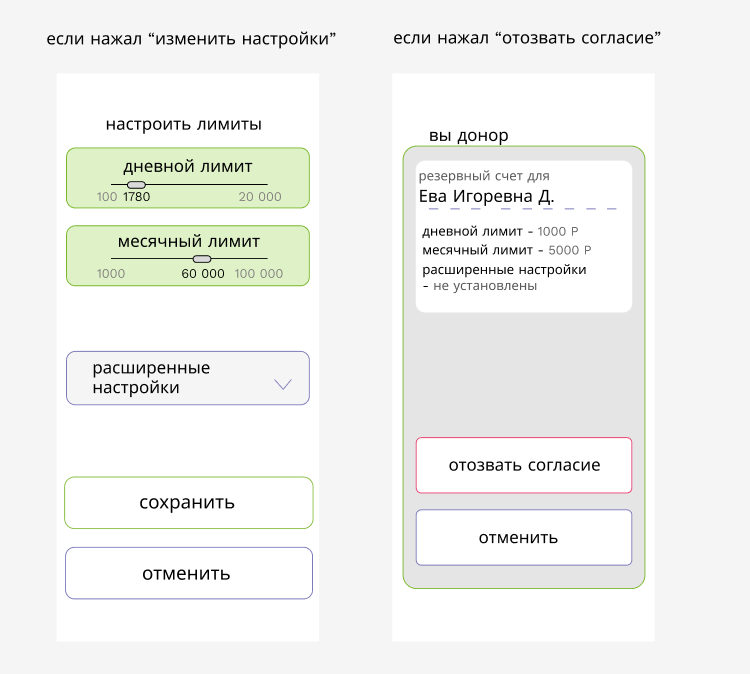 если нажал “изменить настройки”
настроить лимиты
дневной лимит
100 1780 20 000
месячный лимит
1000 60 000 100 000
расширенные
настройки
сохранить
отменить
если нажал “отозвать согласие”
вы донор
резервный счет для
Ева Игоревна Д.
дневной лимит - 1000 Р
месячный лимит - 5000 Р
расширенные настройки
- не установлены
отозвать согласие
отменить